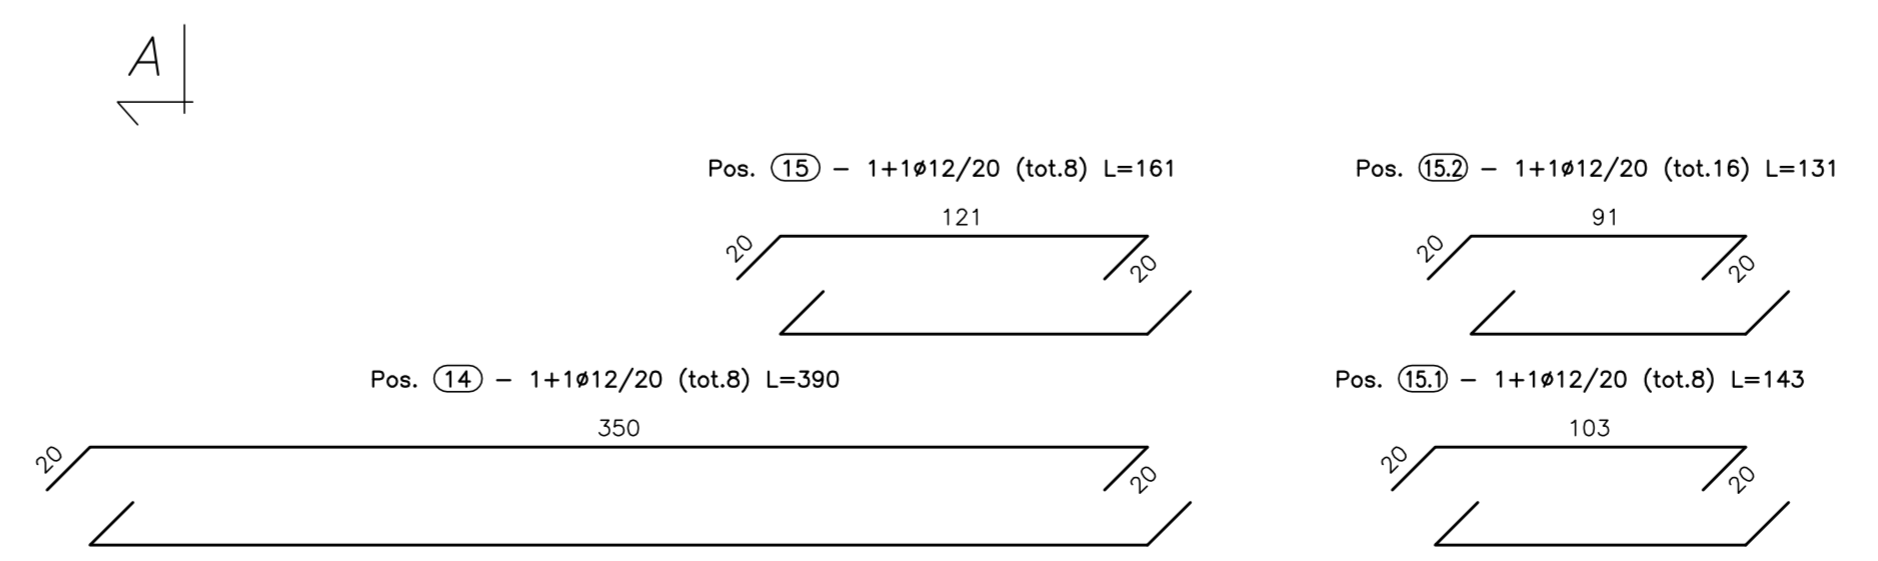 A
Pos. 15 – 1+1ø12/20 (tot.8) L=161
121
20
20
Pos. 15.2 – 1+1ø12/20 (tot.16) L=131
91
20
20
Pos. 14 – 1+1ø12/20 (tot.8) L=390
350
20
20
Pos. 15.1 – 1+1ø12/20 (tot.8) L=143
103
20
20